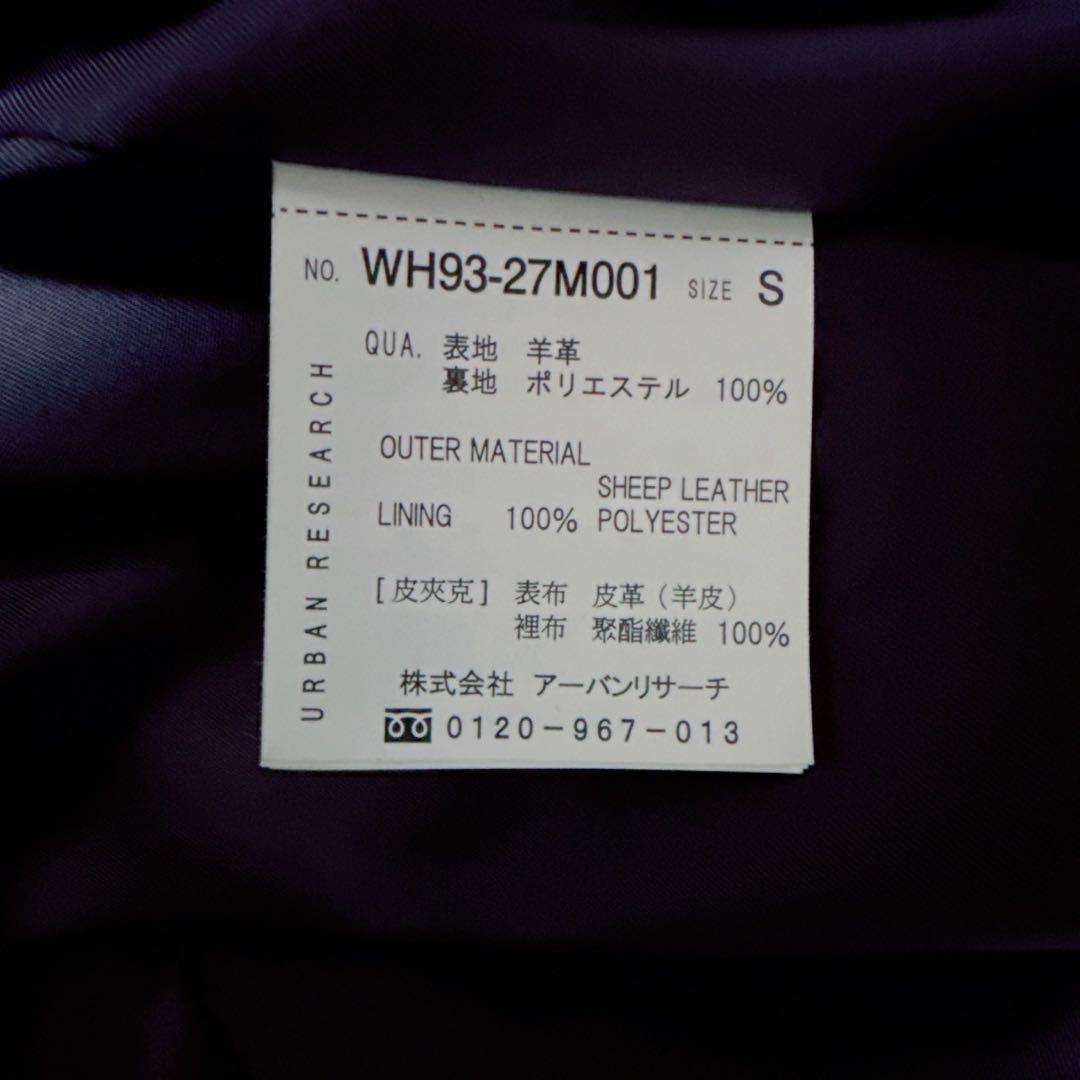 NO. WH93-27M001 SIZE S
QUA. 表地 羊革
裏地 ポリエステル 100%
OUTER MATERIAL
SHEEP LEATHER
LINING 100% POLYESTER
[皮夾克] 表布 皮革(羊皮)
裡布 聚酯纖維 100%
株式会社 アーバンリサーチ
0120-967-013
URBAN RESEARCH